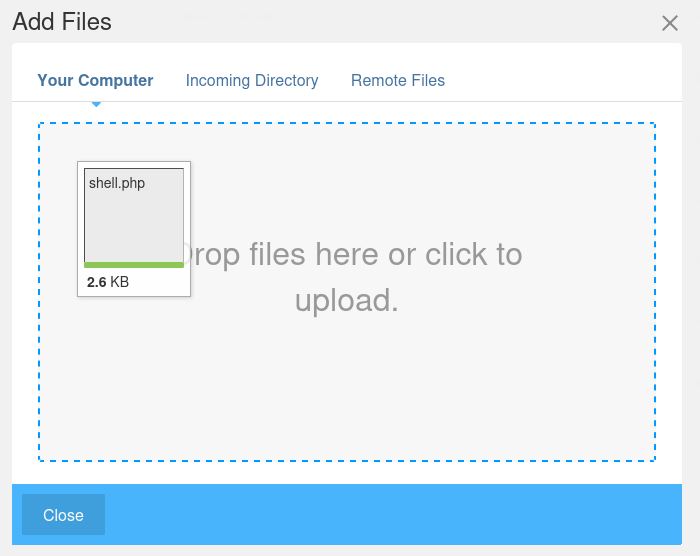 Add Files
Your Computer Incoming Directory Remote Files
shell.php
Drop files here or click to
upload.
2.6 KB
Close